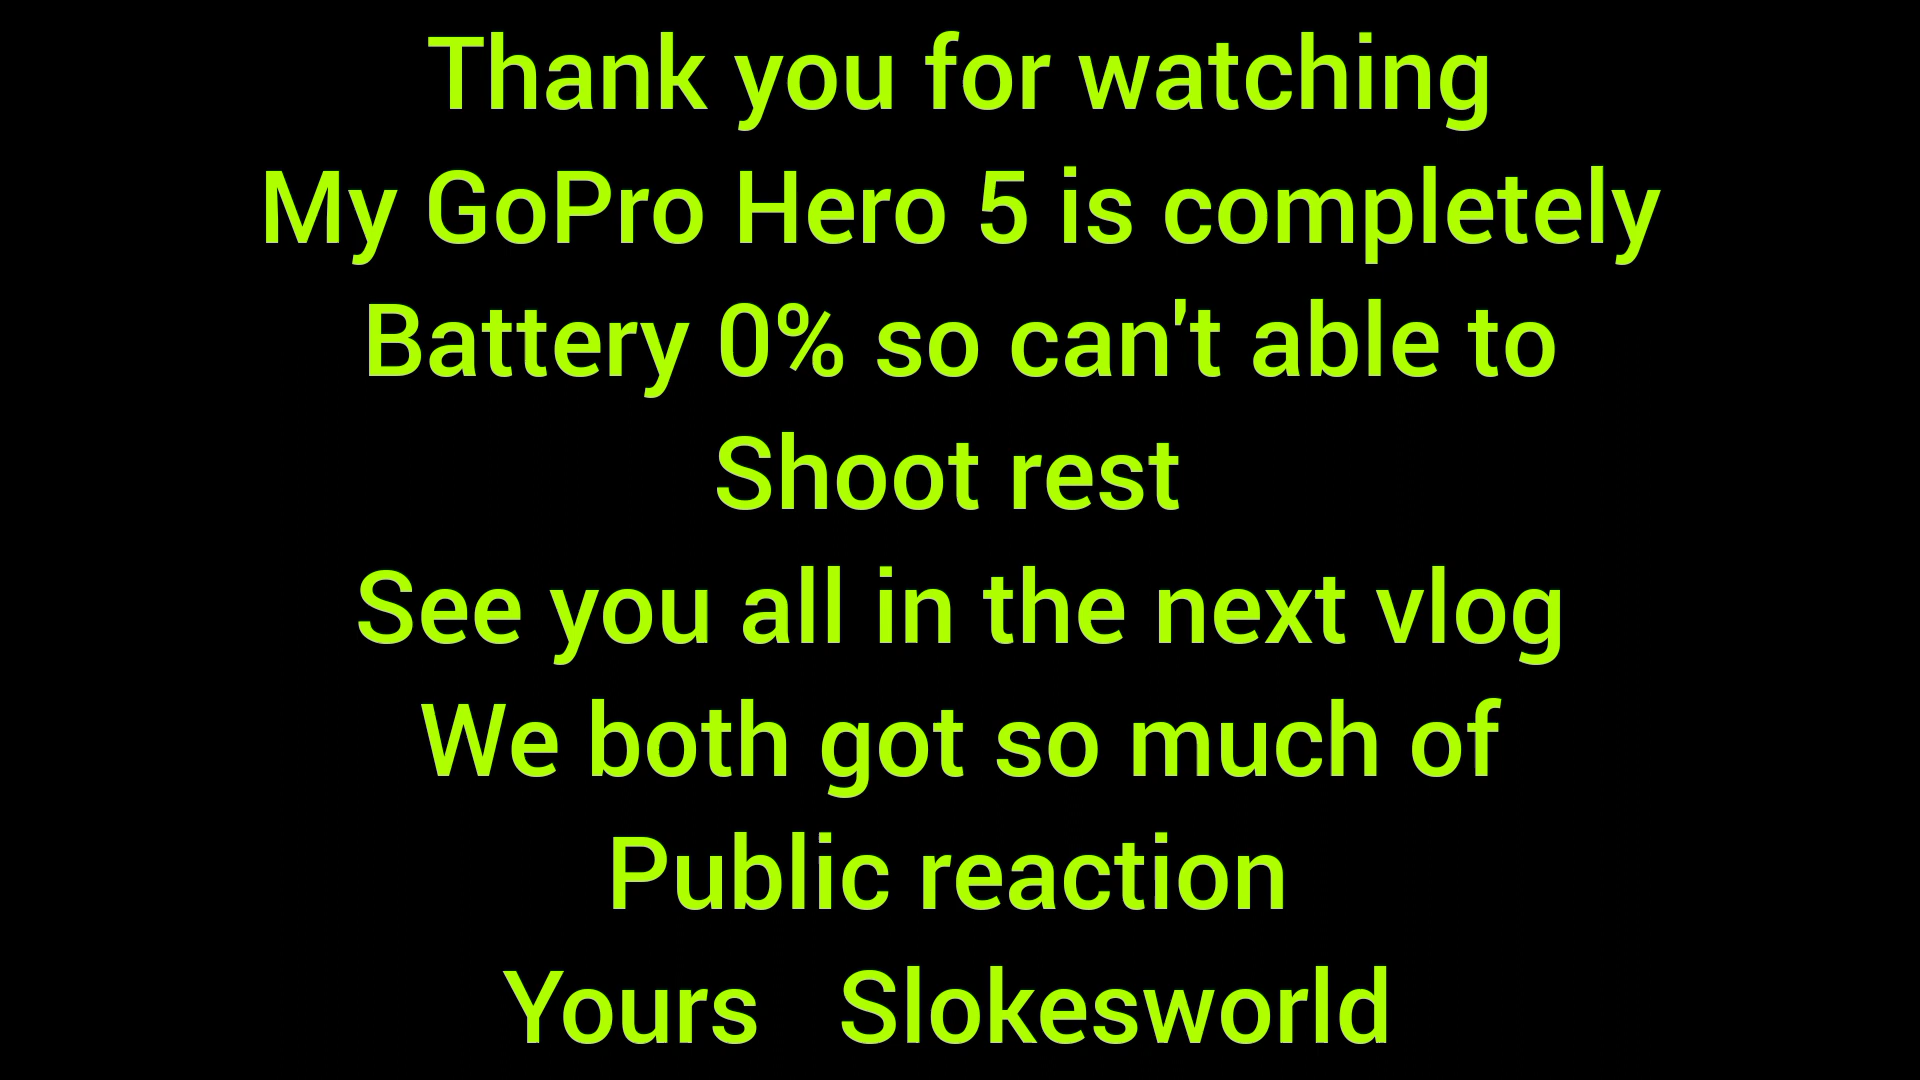 Thank you for watching
My GoPro Hero 5 is completely
Battery 0% so can't able to
Shoot rest
See you all in the next vlog
We both got so much of
Public reaction
Yours   Slokesworld